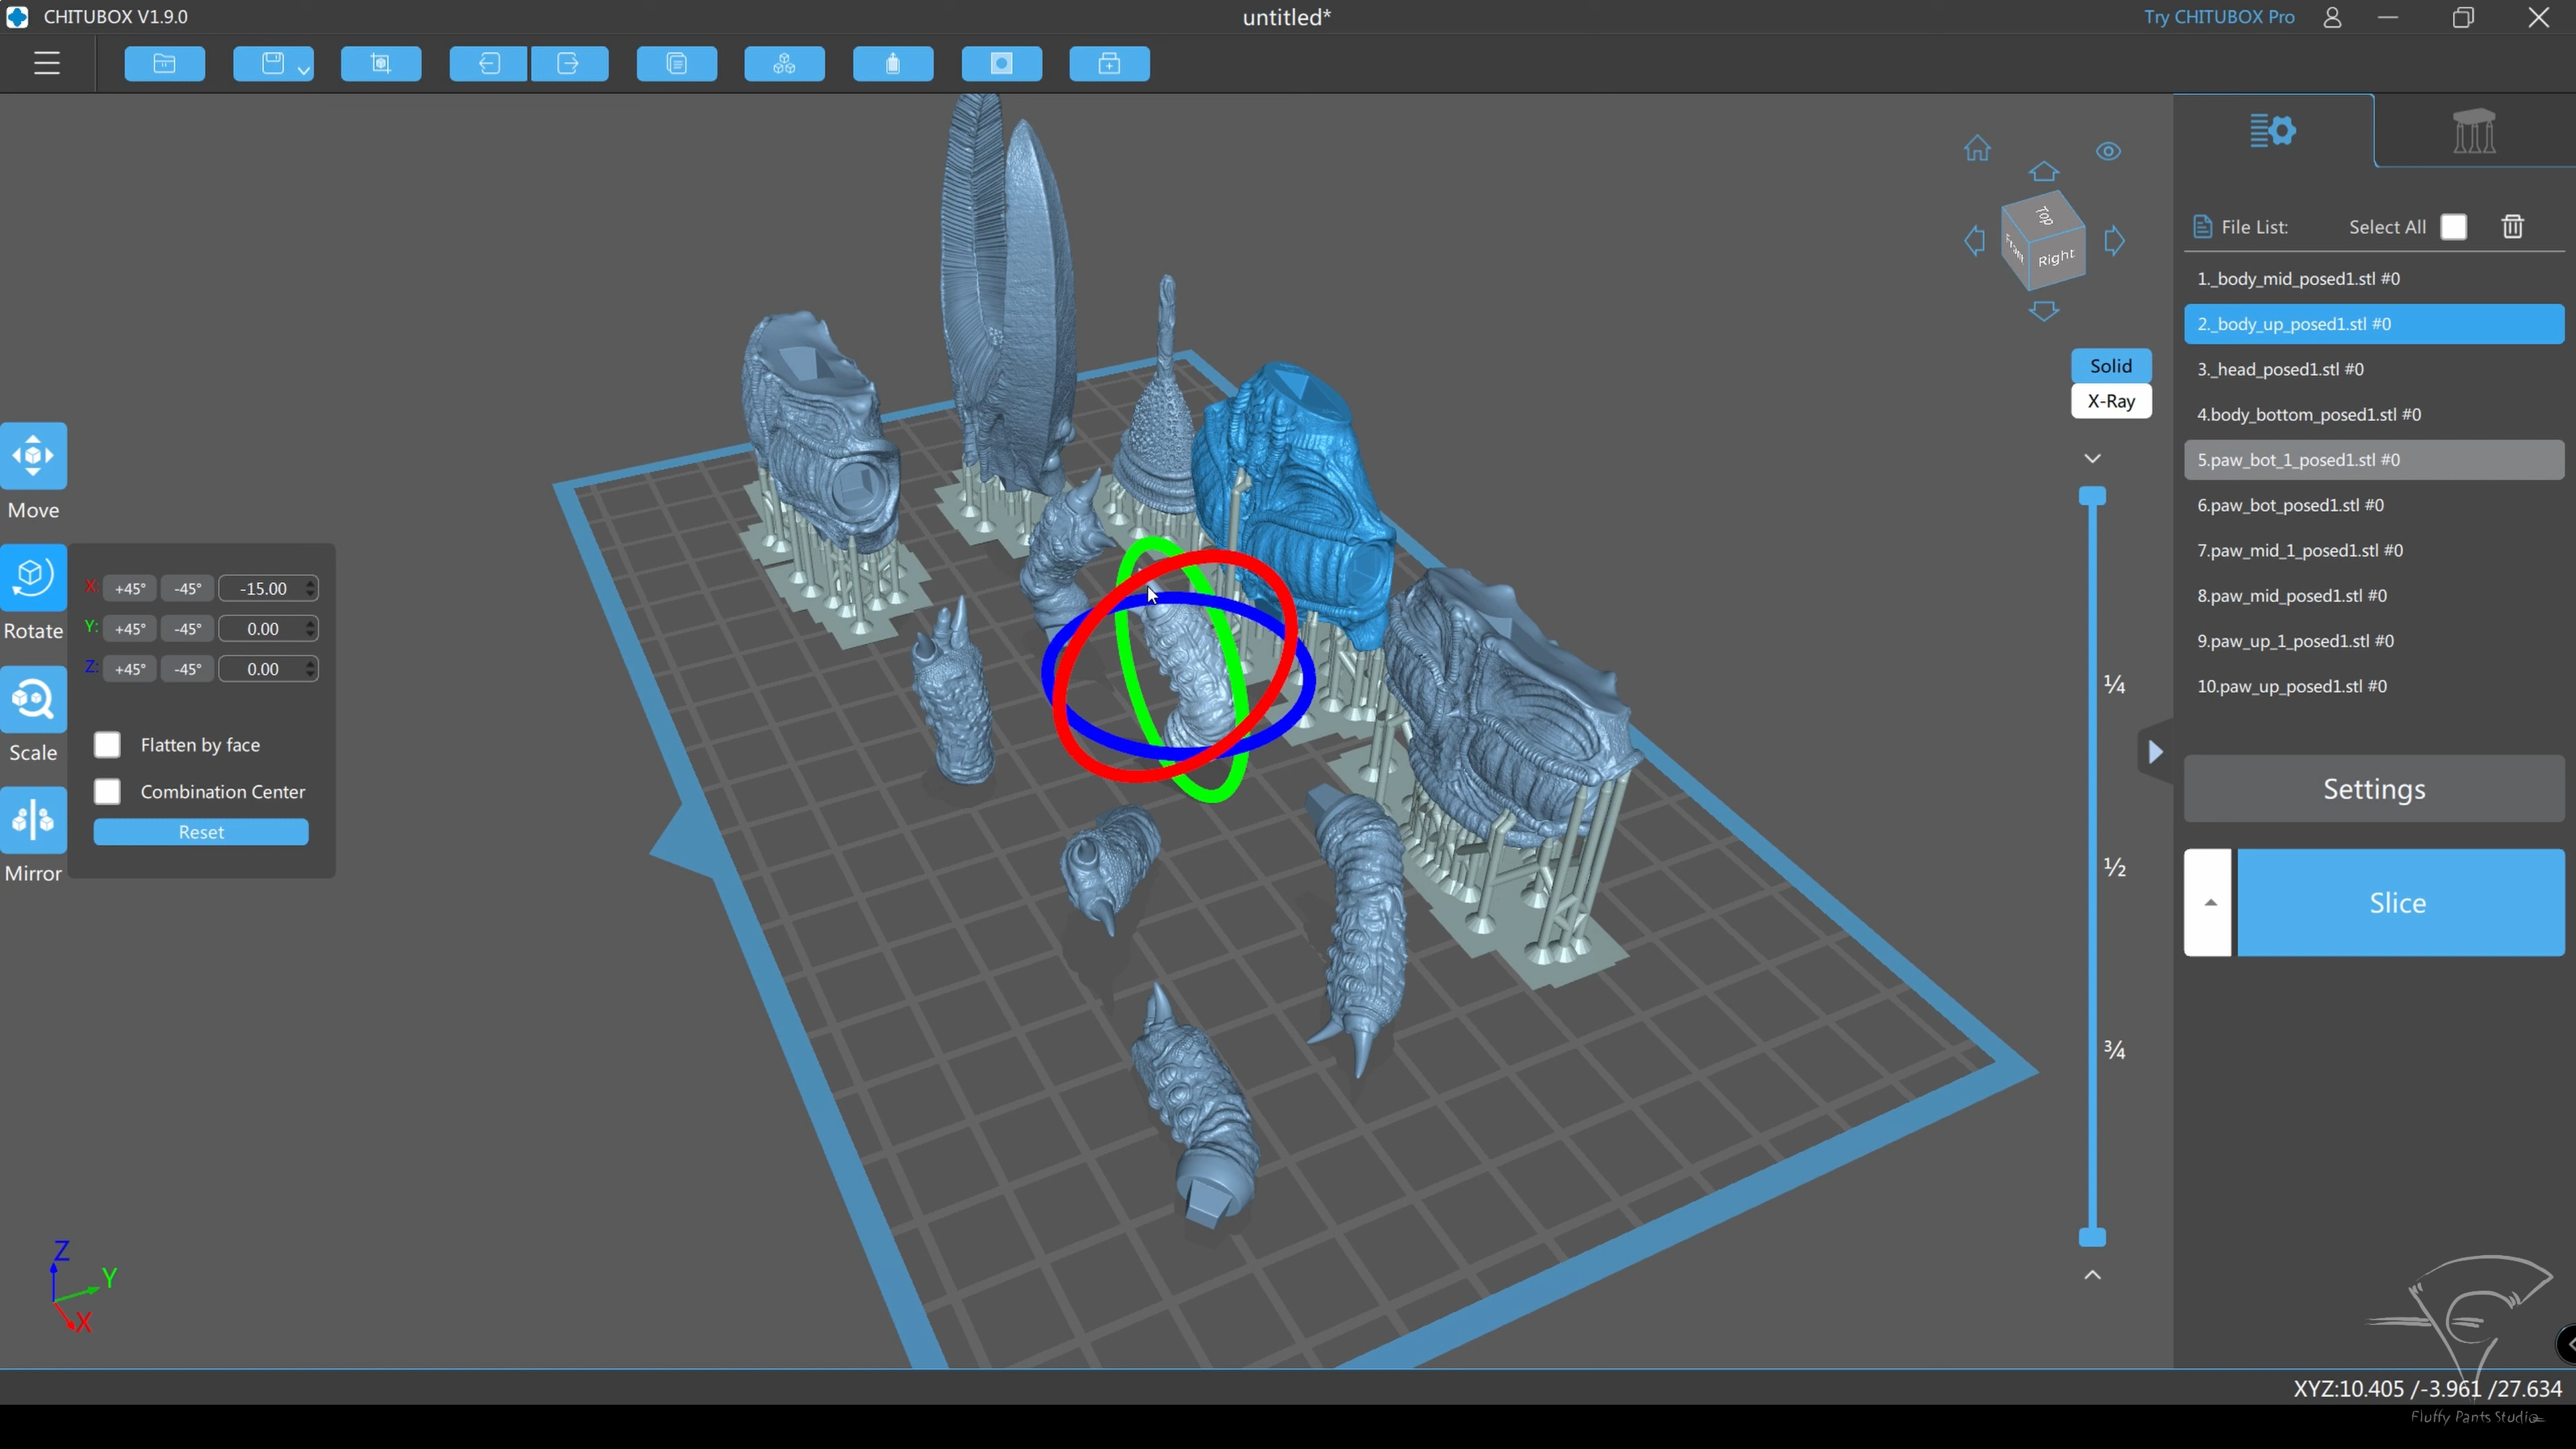 CHITUBOX V1.9.0
untitled*
Try CHITUBOX Pro
Top
Front
Right
Solid
X-Ray
¼
½
¾
Move
Rotate
Scale
Mirror
X: +45° -45° -15.00
Y: +45° -45° 0.00
Z: +45° -45° 0.00
Flatten by face
Combination Center
Reset
Z
Y
X
File List: Select All
1._body_mid_posed1.stl #0
2._body_up_posed1.stl #0
3._head_posed1.stl #0
4.body_bottom_posed1.stl #0
5.paw_bot_1_posed1.stl #0
6.paw_bot_posed1.stl #0
7.paw_mid_1_posed1.stl #0
8.paw_mid_posed1.stl #0
9.paw_up_1_posed1.stl #0
10.paw_up_posed1.stl #0
Settings
Slice
XYZ:10.405 /-3.961 /27.634
Fluffy Pants Studio